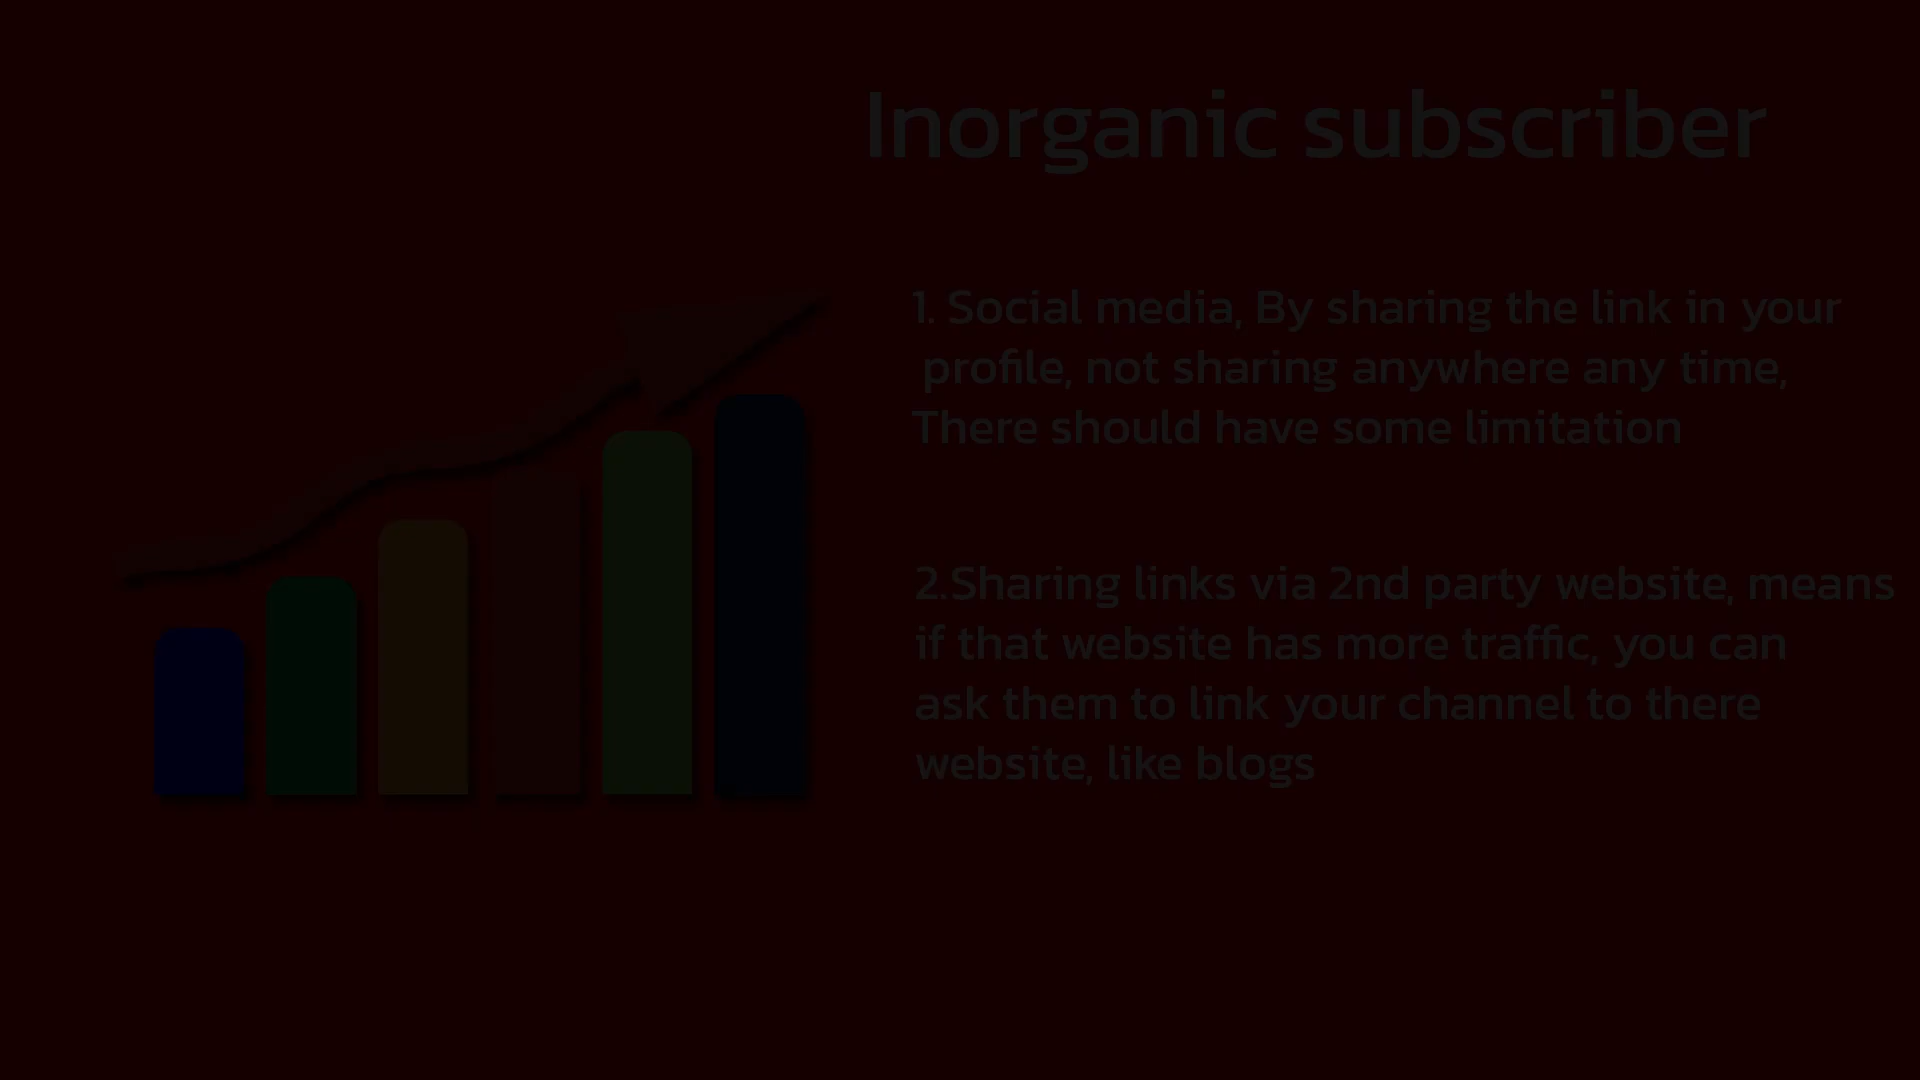 Inorganic subscriber
1. Social media, By sharing the link in your
profile, not sharing anywhere any time,
There should have some limitation
2.Sharing links via 2nd party website, means
if that website has more traffic, you can
ask them to link your channel to there
website, like blogs